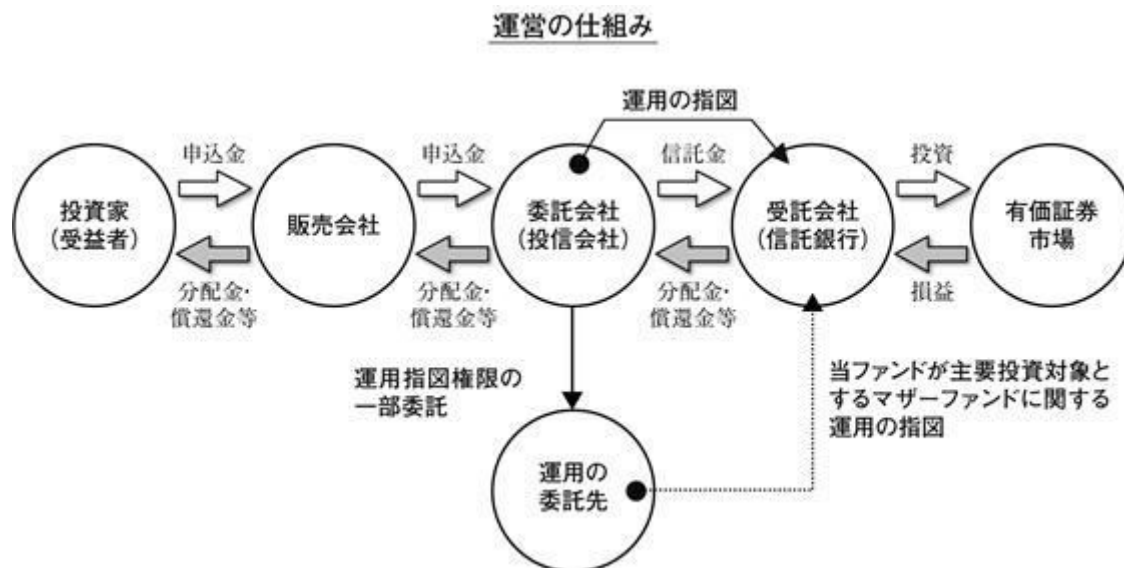 運営の仕組み
運用の指図
申込金
申込金
信託金
投資
投資家
(受益者)
販売会社
委託会社
(投信会社)
受託会社
(信託銀行)
有価証券
市場
分配金・
償還金等
分配金・
償還金等
分配金・
償還金等
損益
運用指図権限の
一部委託
当ファンドが主要投資対象と
するマザーファンドに関する
運用の指図
運用の
委託先